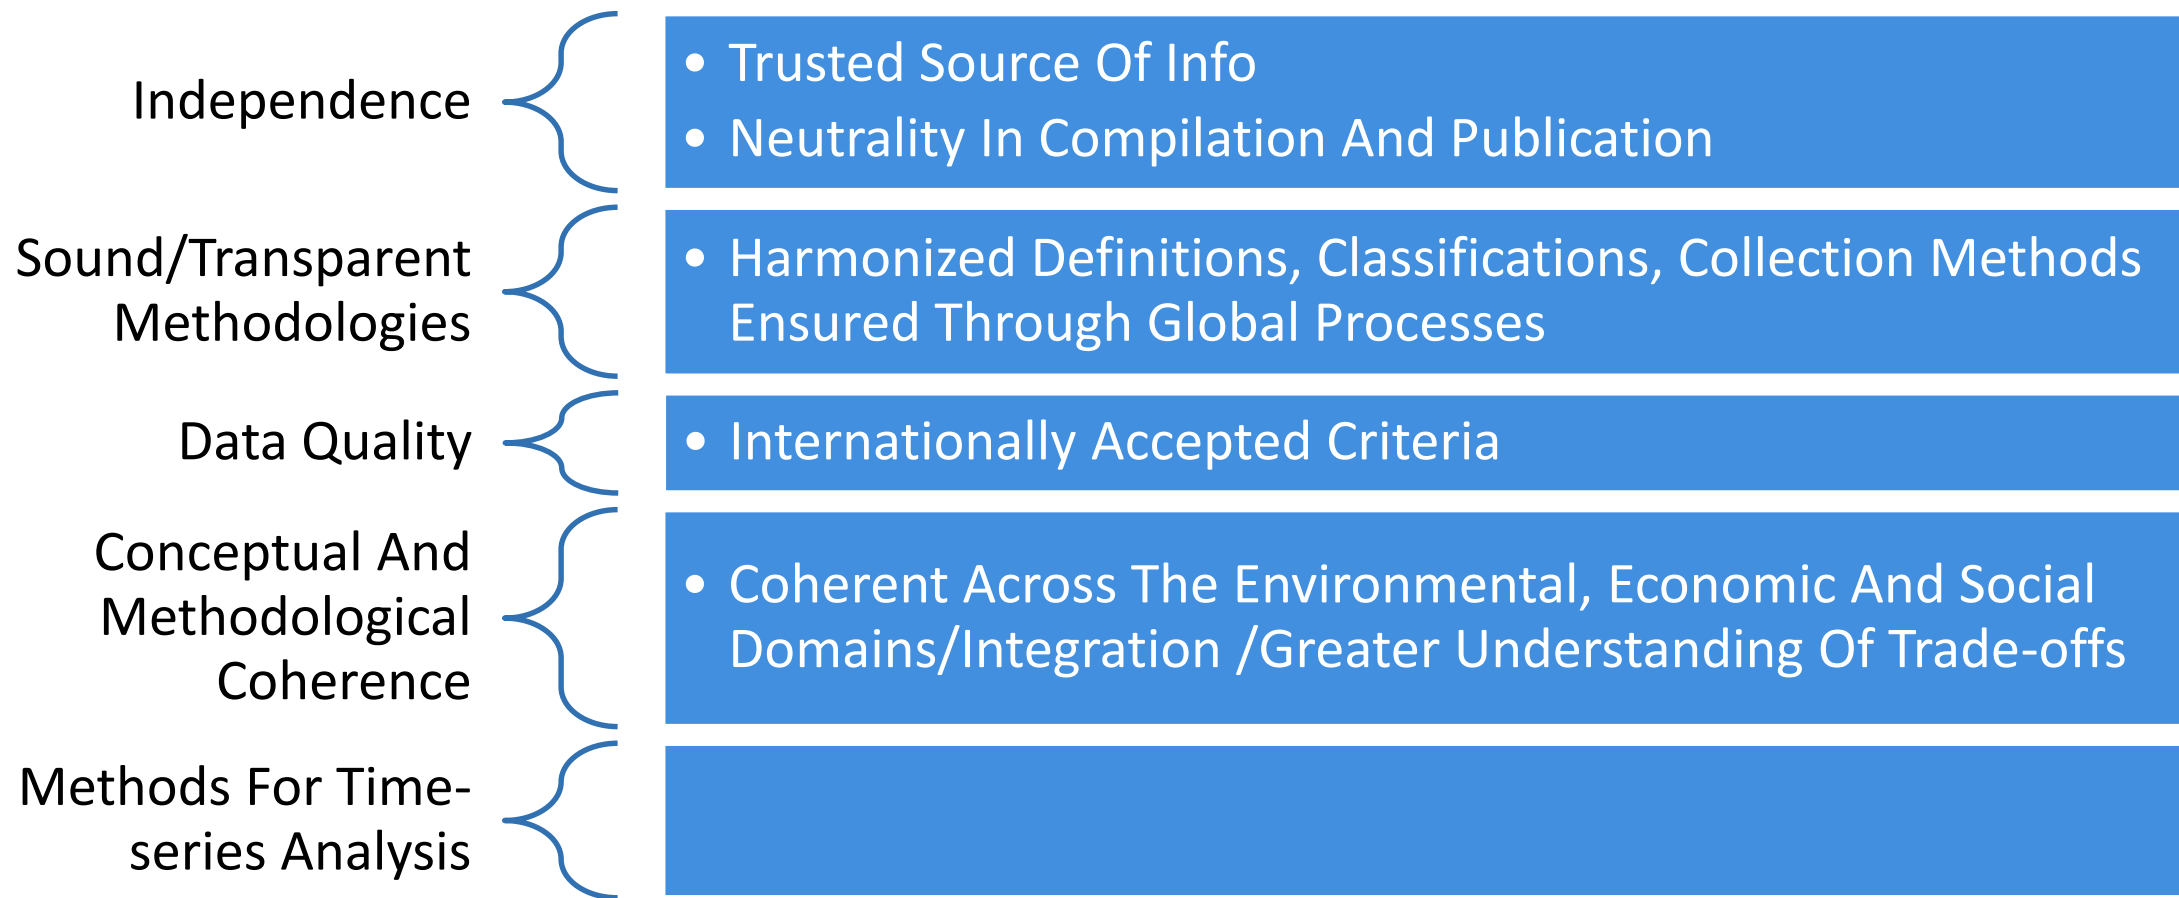 Independence
• Trusted Source Of Info
• Neutrality In Compilation And Publication
Sound/Transparent
Methodologies
• Harmonized Definitions, Classifications, Collection Methods
Ensured Through Global Processes
Data Quality
• Internationally Accepted Criteria
Conceptual And
Methodological
Coherence
• Coherent Across The Environmental, Economic And Social
Domains/Integration /Greater Understanding Of Trade-offs
Methods For Time-
series Analysis